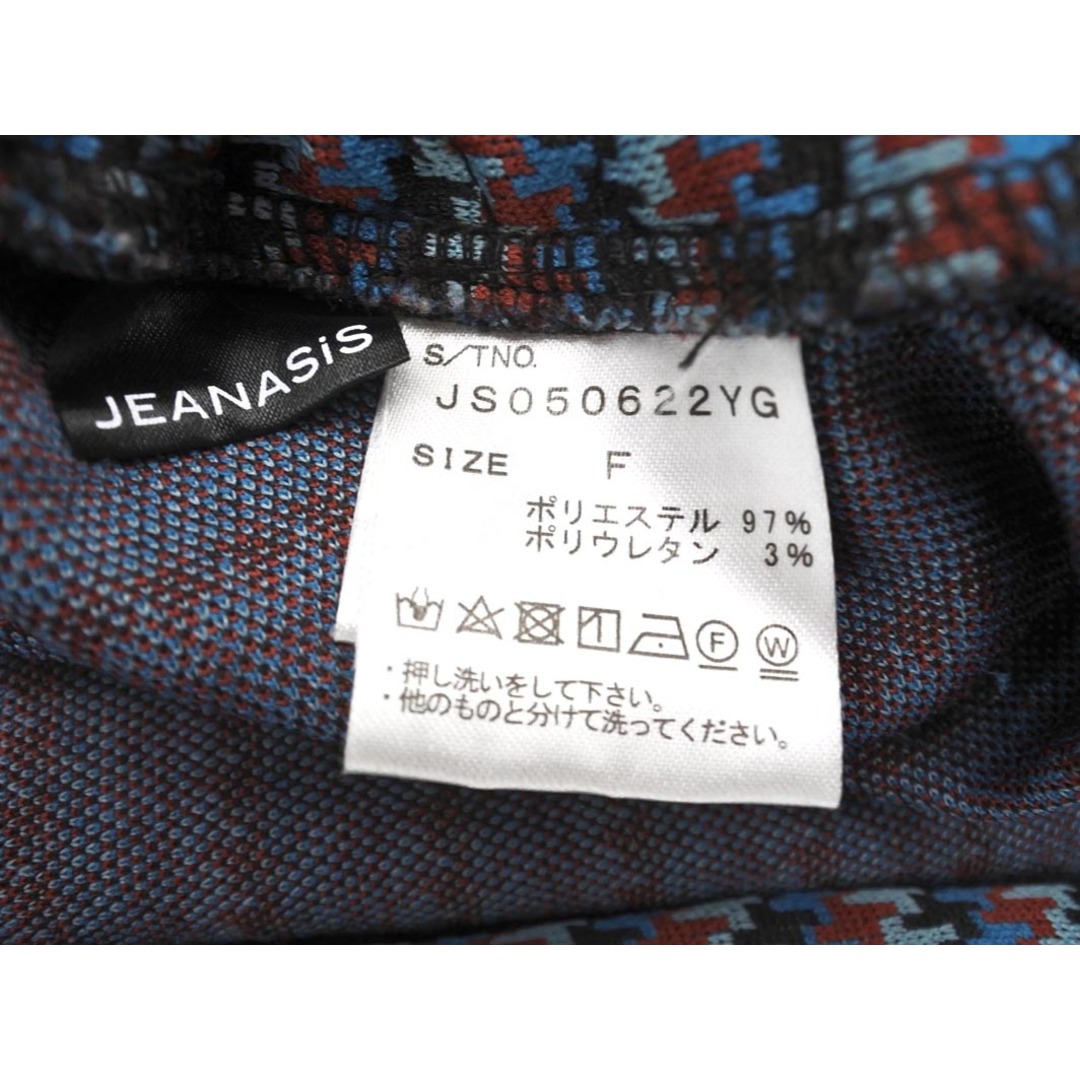 JEANASiS
S/TNO.
JS050622YG
SIZE F
ポリエステル 97%
ポリウレタン 3%
1 F W
・押し洗いをして下さい。
・他のものと分けて洗ってください。